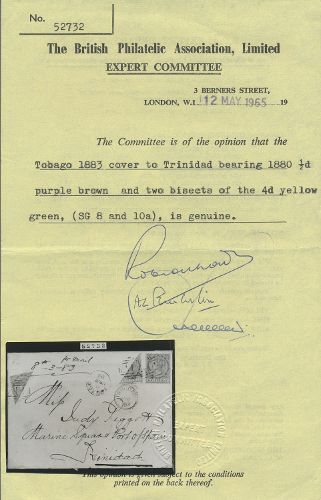 No. 52732
The British Philatelic Association, Limited
EXPERT COMMITTEE
3 BERNERS STREET,
LONDON, W.1 12 MAY 1965 19
The Committee is of the opinion that the
Tobago 1883 cover to Trinidad bearing 1880 ½d
purple brown and two bisects of the 4d yellow
green, (SG 8 and 10a), is genuine.
52732
Miss
Judy
Marine Square Port of Spain
Trinidad
This opinion is given subject to the conditions
printed on the back thereof.